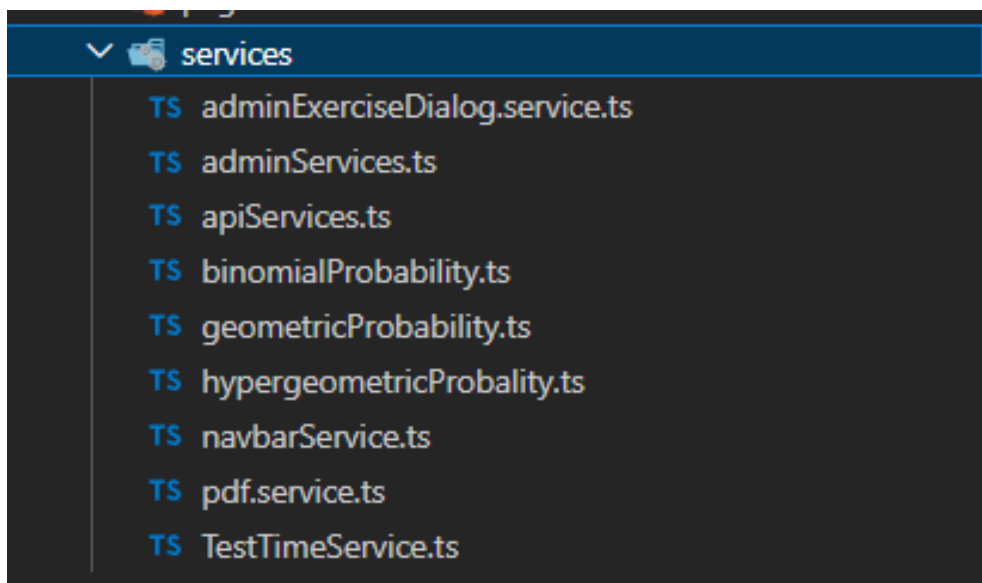 services
TS adminExerciseDialog.service.ts
TS adminServices.ts
TS apiServices.ts
TS binomialProbability.ts
TS geometricProbability.ts
TS hypergeometricProbality.ts
TS navbarService.ts
TS pdf.service.ts
TS TestTimeService.ts